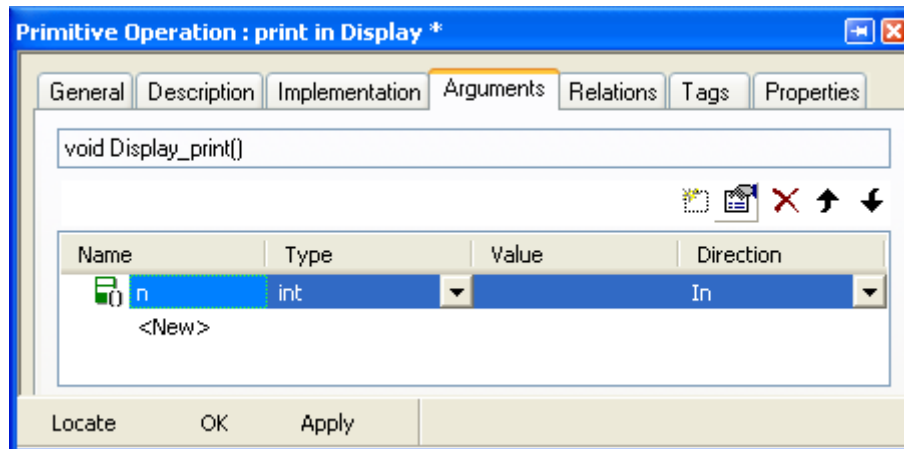 Primitive Operation : print in Display *
General Description Implementation Arguments Relations Tags Properties
void Display_print()
Name Type Value Direction
n int In
<New>
Locate OK Apply